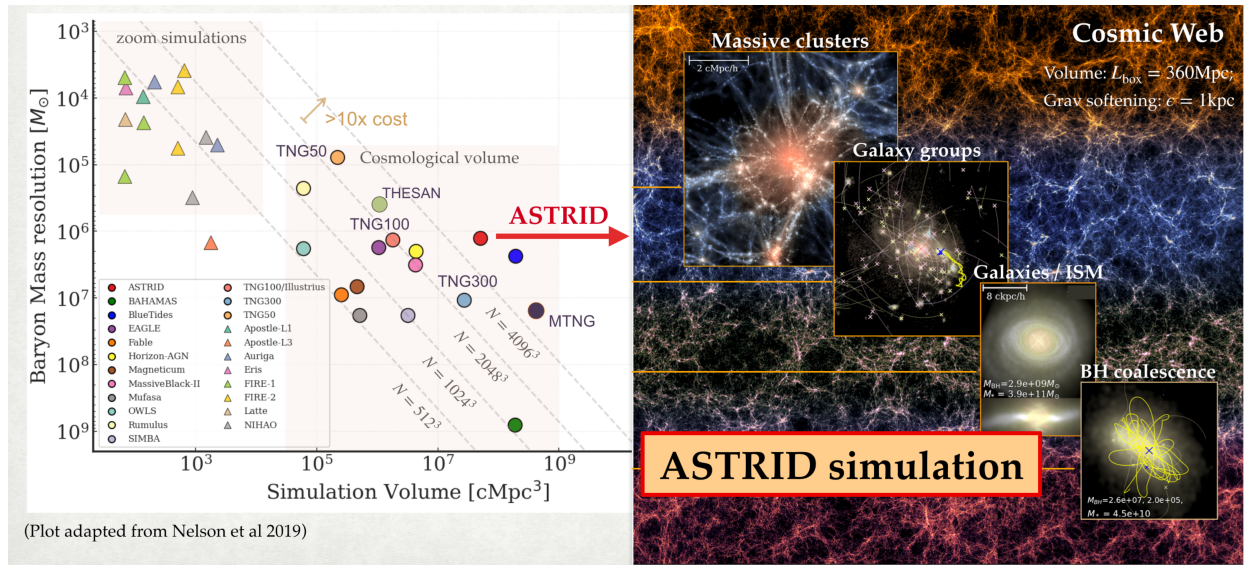 10³
10⁴
10⁵
10⁶
10⁷
10⁸
10⁹
Baryon Mass resolution [M⊙]
zoom simulations
>10x cost
TNG50
Cosmological volume
THESAN
TNG100
ASTRID
TNG300
MTNG
N = 4096³
N = 2048³
N = 1024³
N = 512³
ASTRID
BAHAMAS
BlueTides
EAGLE
Fable
Horizon-AGN
Magneticum
MassiveBlack-II
Mufasa
OWLS
Rumulus
SIMBA
TNG100/Illustrius
TNG300
TNG50
Apostle-L1
Apostle-L3
Auriga
Eris
FIRE-1
FIRE-2
Latte
NIHAO
10³
10⁵
10⁷
10⁹
Simulation Volume [cMpc³]
(Plot adapted from Nelson et al 2019)
Massive clusters
2 cMpc/h
Cosmic Web
Volume: L_box = 360Mpc;
Grav softening: ϵ = 1kpc
Galaxy groups
Galaxies / ISM
8 ckpc/h
M_BH=2.9e+09M⊙
M* = 3.9e+11M⊙
BH coalescence
M_BH=2.6e+07, 2.0e+05,
M* = 4.5e+10
ASTRID simulation